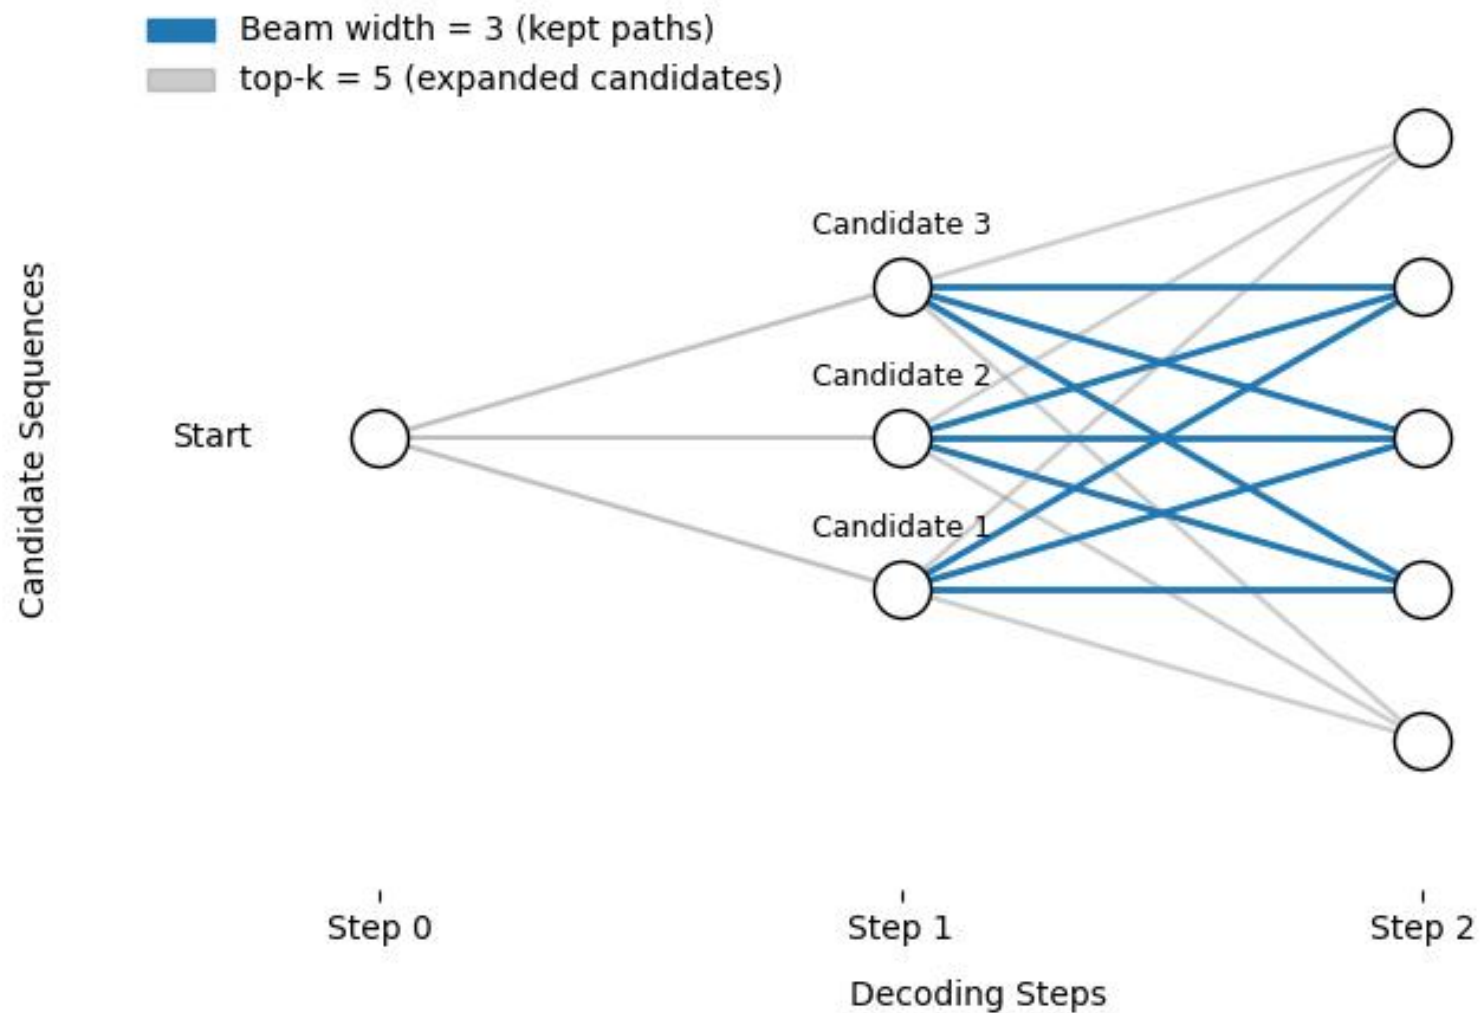 Beam width = 3 (kept paths)
top-k = 5 (expanded candidates)
Candidate 3
Candidate 2
Candidate 1
Start
Candidate Sequences
Step 0
Step 1
Step 2
Decoding Steps